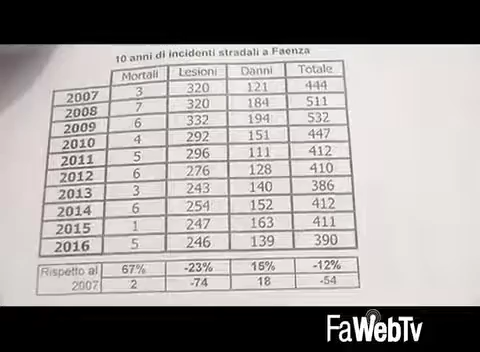 10 anni di incidenti stradali a Faenza
Mortali Lesioni Danni Totale
2007 3 320 121 444
2008 7 320 184 511
2009 6 332 194 532
2010 4 292 151 447
2011 5 296 111 412
2012 6 276 128 410
2013 3 243 140 386
2014 6 254 152 412
2015 1 247 163 411
2016 5 246 139 390
Rispetto al 67% -23% 15% -12%
2007 2 -74 18 -54
FaWebTv